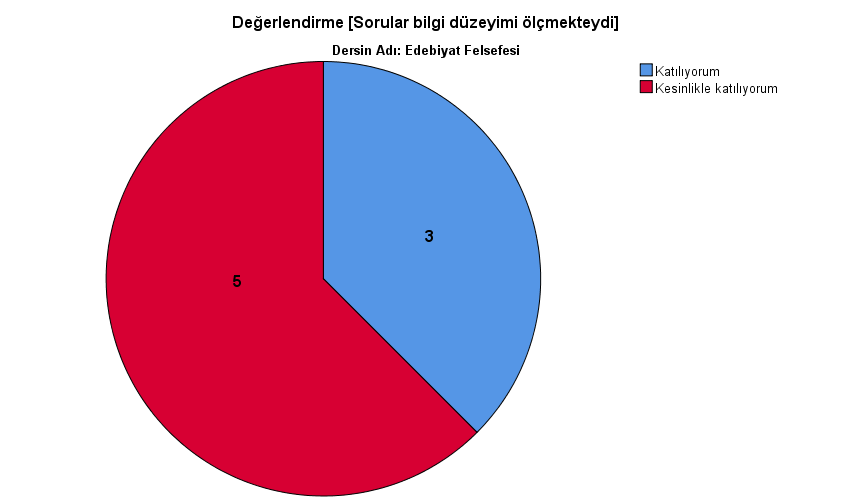 Değerlendirme [Sorular bilgi düzeyimi ölçmekteydi]
Dersin Adı: Edebiyat Felsefesi
Katılıyorum
Kesinlikle katılıyorum
3
5